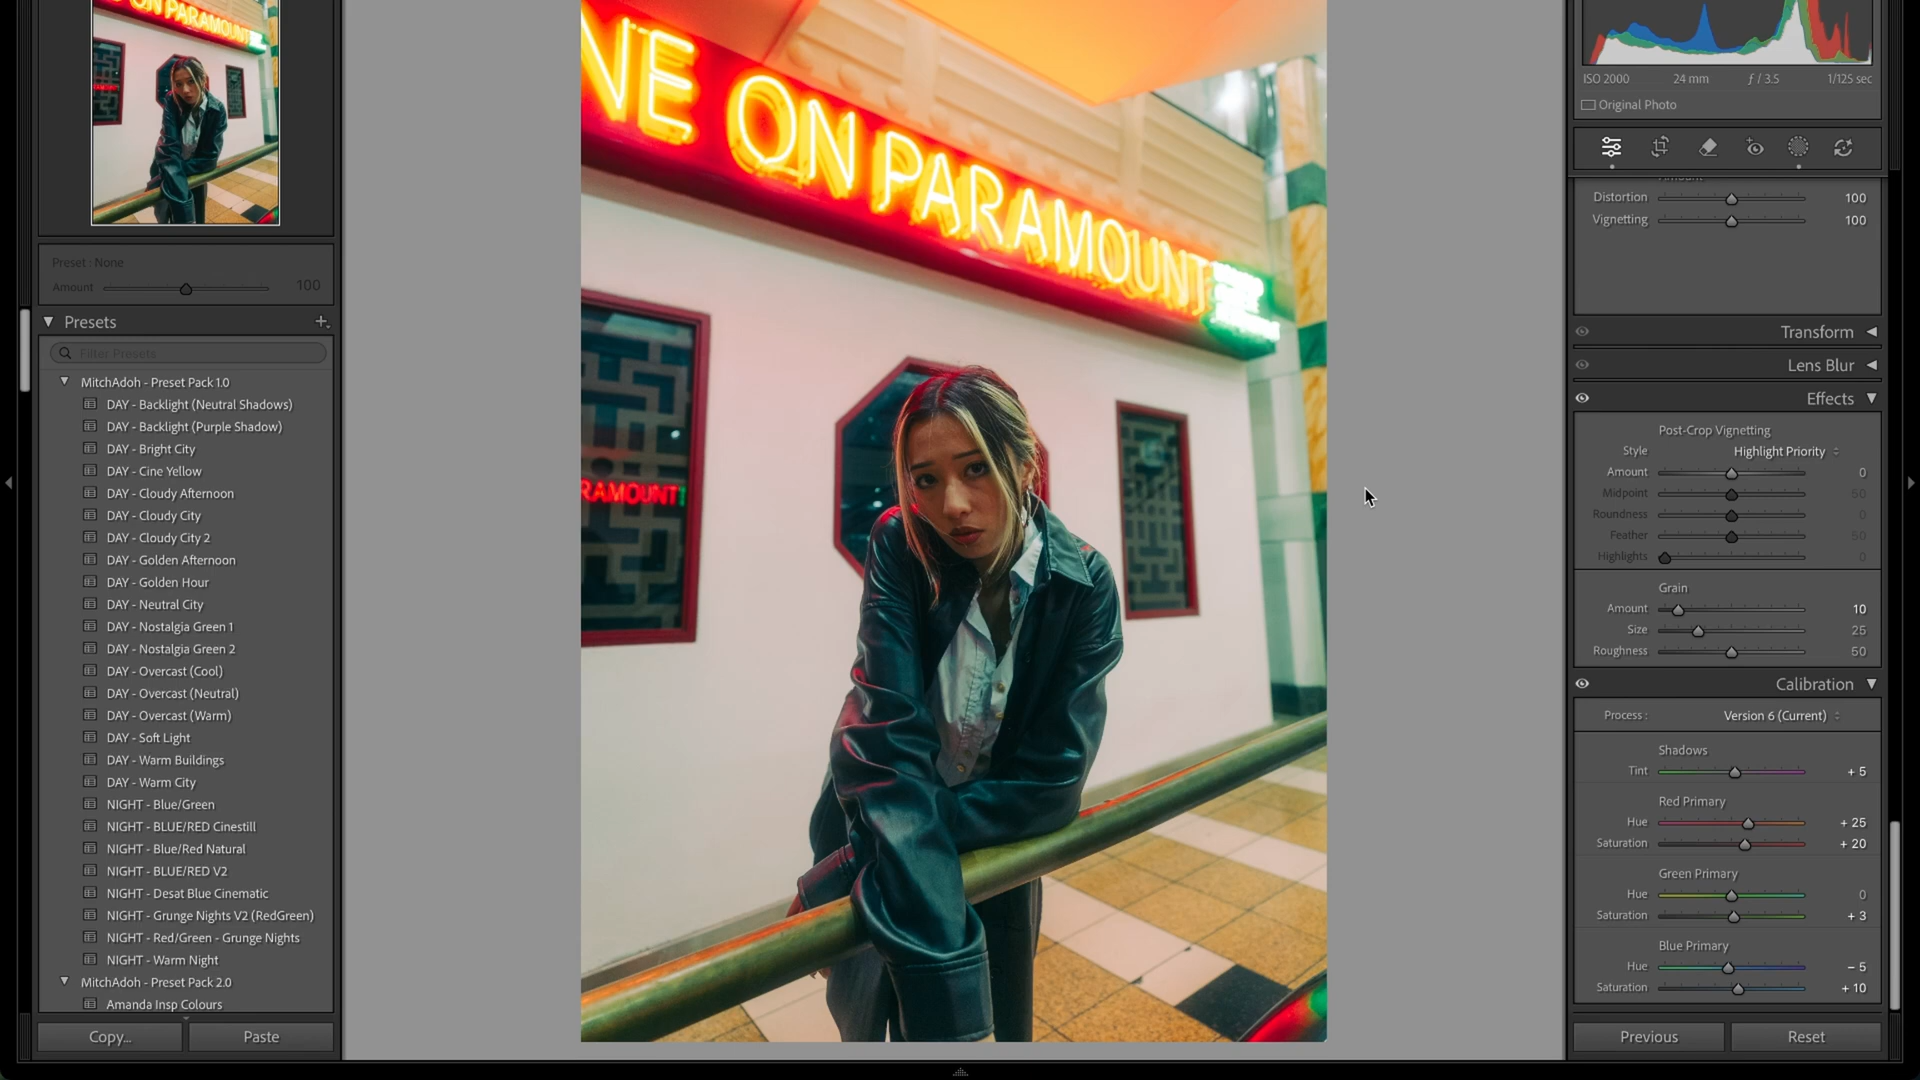 NE ON PARAMOUNT
ISO 2000 24 mm ƒ / 3.5 1/125 sec
Original Photo
Distortion 100
Vignetting 100
Preset : None
Amount 100
Transform
Presets
Filter Presets
Lens Blur
MitchAdoh - Preset Pack 1.0
Effects
DAY - Backlight (Neutral Shadows)
DAY - Backlight (Purple Shadow)
Post-Crop Vignetting
DAY - Bright City
Style Highlight Priority
DAY - Cine Yellow
Amount 0
DAY - Cloudy Afternoon
Midpoint 50
RAMOUNT
DAY - Cloudy City
Roundness 0
DAY - Cloudy City 2
Feather 50
DAY - Golden Afternoon
Highlights 0
DAY - Golden Hour
Grain
DAY - Neutral City
Amount 10
DAY - Nostalgia Green 1
Size 25
DAY - Nostalgia Green 2
Roughness 50
DAY - Overcast (Cool)
DAY - Overcast (Neutral)
Calibration
DAY - Overcast (Warm)
Process : Version 6 (Current)
DAY - Soft Light
Shadows
DAY - Warm Buildings
Tint + 5
DAY - Warm City
NIGHT - Blue/Green
Red Primary
NIGHT - BLUE/RED Cinestill
Hue + 25
NIGHT - Blue/Red Natural
Saturation + 20
NIGHT - BLUE/RED V2
Green Primary
NIGHT - Desat Blue Cinematic
Hue 0
NIGHT - Grunge Nights V2 (RedGreen)
Saturation + 3
NIGHT - Red/Green - Grunge Nights
Blue Primary
NIGHT - Warm Night
Hue – 5
MitchAdoh - Preset Pack 2.0
Saturation + 10
Amanda Insp Colours
Copy... Paste
Previous Reset